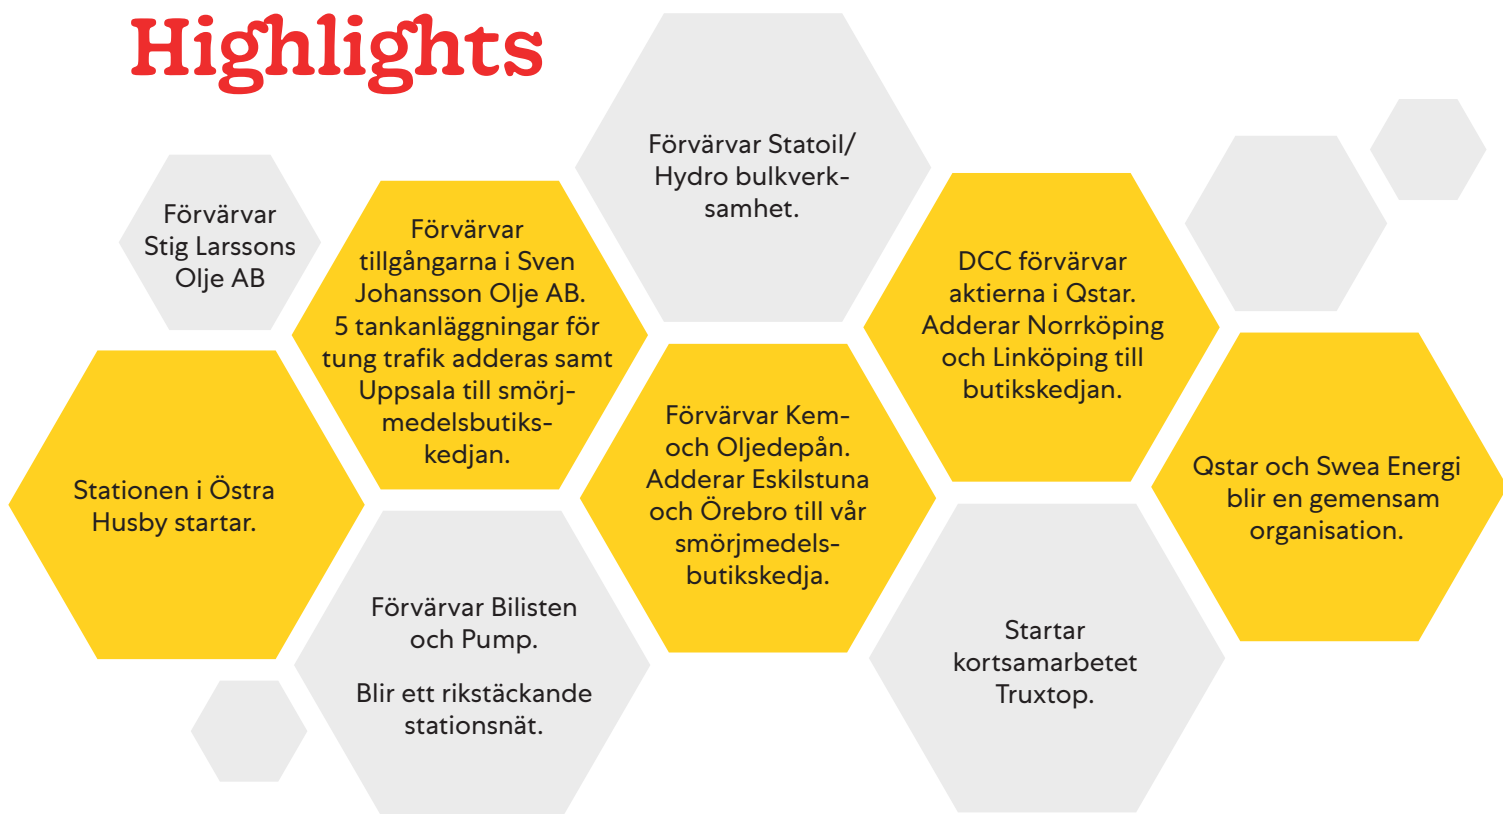 Highlights
Förvärvar
Stig Larssons
Olje AB
Stationen i Östra
Husby startar.
Förvärvar
tillgångarna i Sven
Johansson Olje AB.
5 tankanläggningar för
tung trafik adderas samt
Uppsala till smörj-
medelsbutiks-
kedjan.
Förvärvar Bilisten
och Pump.
Blir ett rikstäckande
stationsnät.
Förvärvar Statoil/
Hydro bulkverk-
samhet.
Förvärvar Kem-
och Oljedepån.
Adderar Eskilstuna
och Örebro till vår
smörjmedels-
butikskedja.
DCC förvärvar
aktierna i Qstar.
Adderar Norrköping
och Linköping till
butikskedjan.
Startar
kortsamarbetet
Truxtop.
Qstar och Swea Energi
blir en gemensam
organisation.